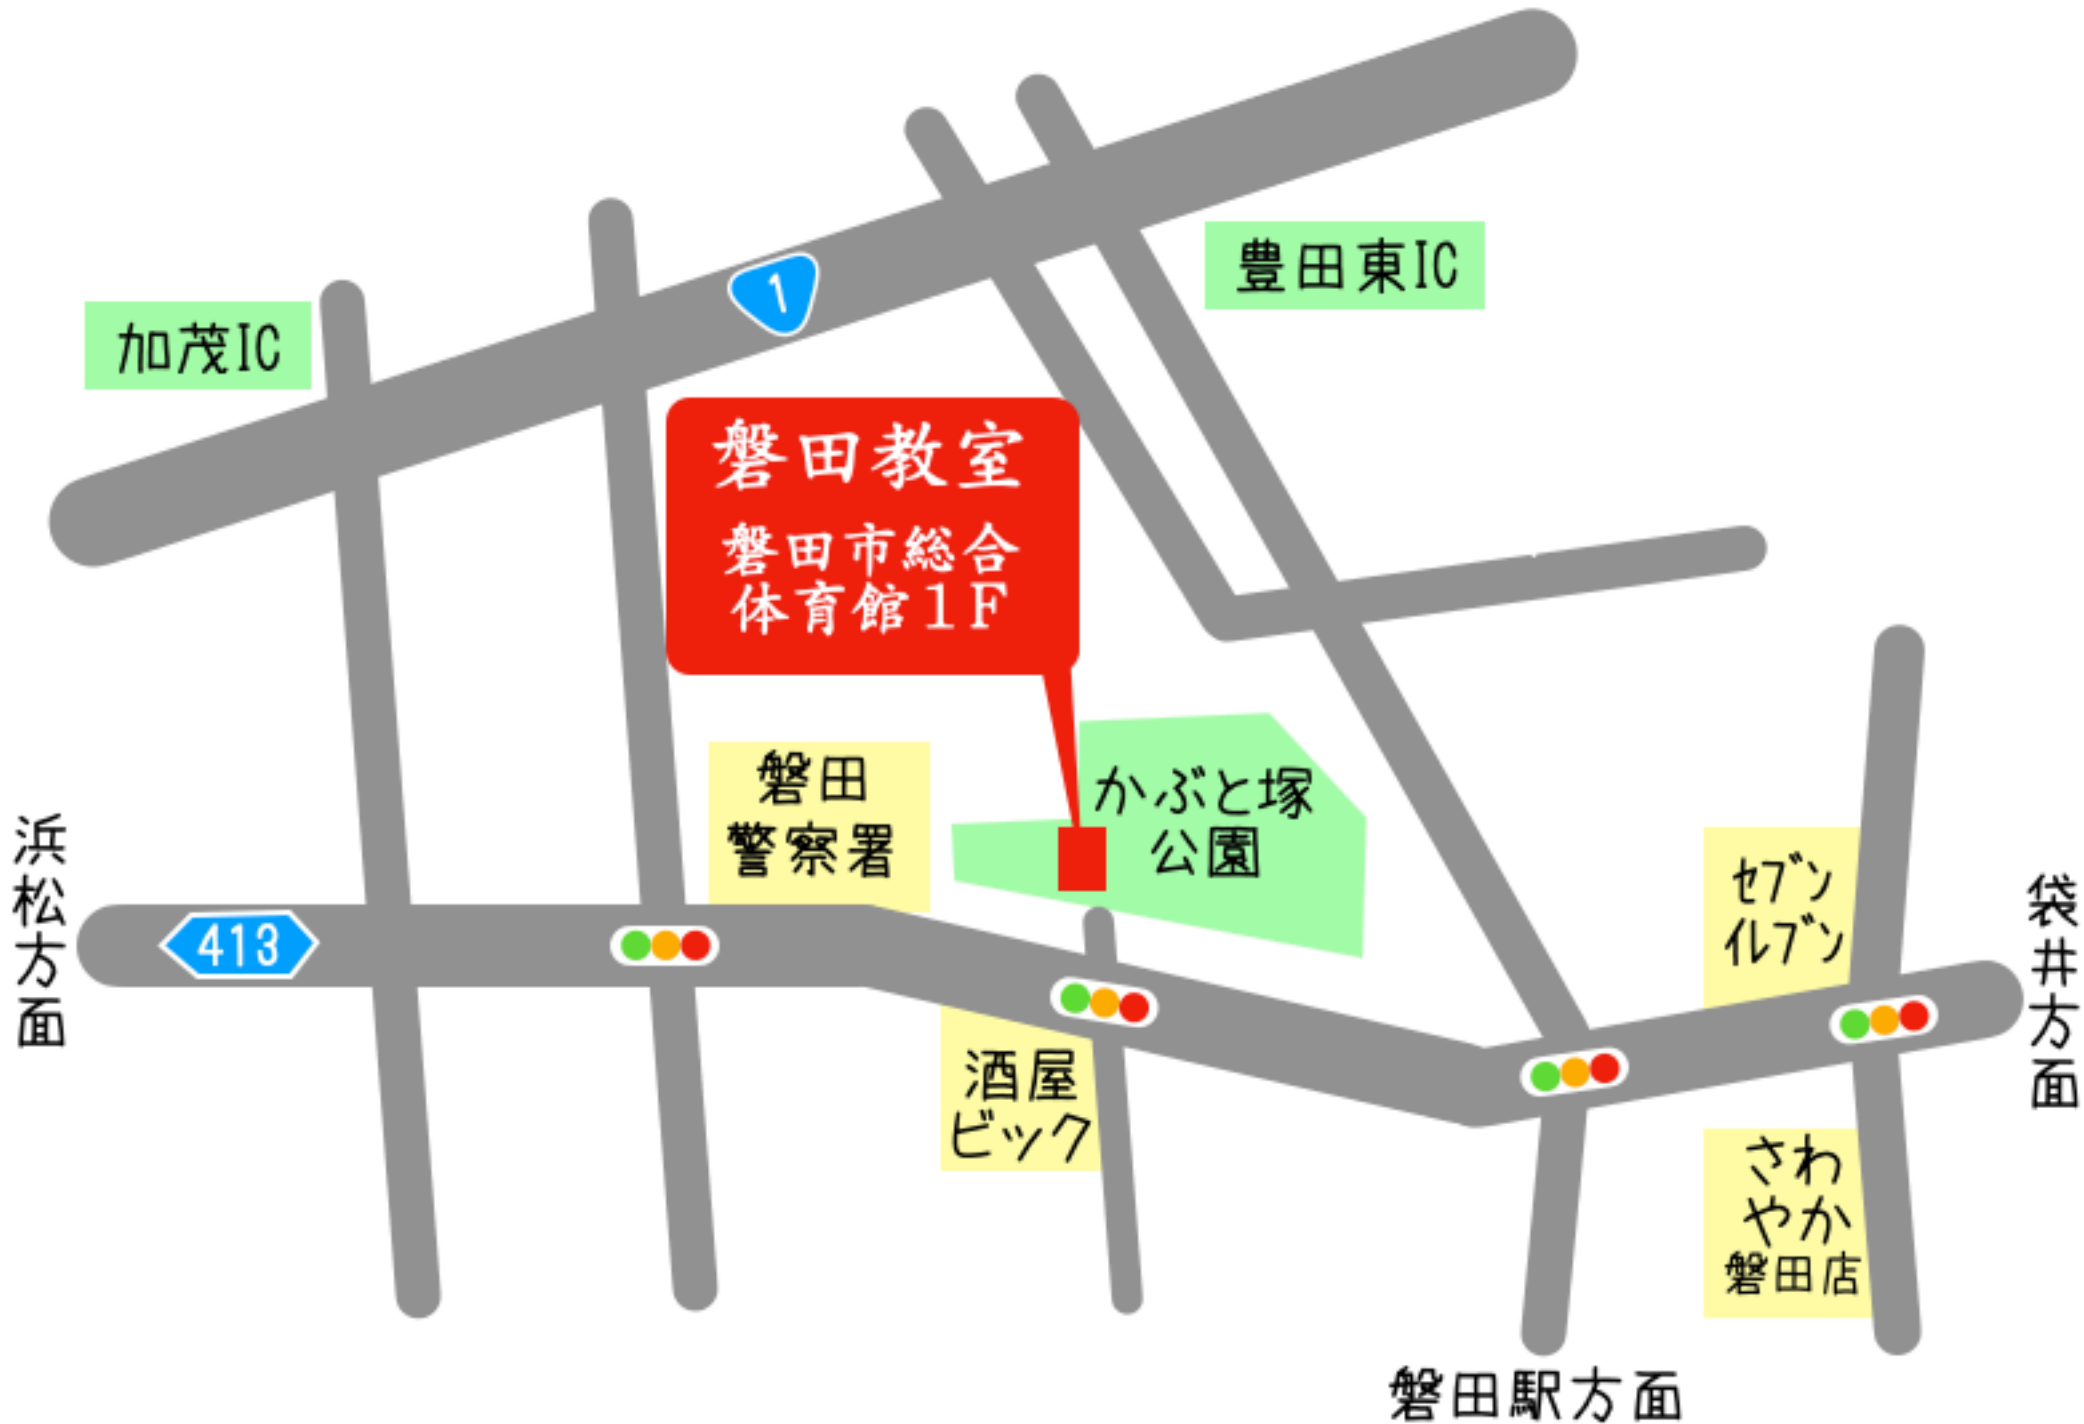 1
豊田東IC
加茂IC
磐田教室
磐田市総合
体育館1F
磐田
警察署
かぶと塚
公園
浜松方面
413
ｾﾌﾞﾝ
ｲﾚﾌﾞﾝ
袋井方面
酒屋
ビック
さわ
やか
磐田店
磐田駅方面